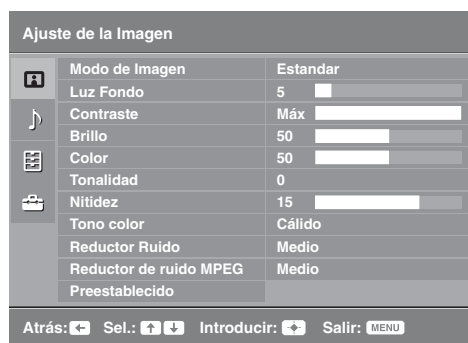 Ajuste de la Imagen
Modo de Imagen Estandar
Luz Fondo 5
Contraste Máx
Brillo 50
Color 50
Tonalidad 0
Nitidez 15
Tono color Cálido
Reductor Ruido Medio
Reductor de ruido MPEG Medio
Preestablecido
Atrás: Sel.: Introducir: Salir: MENU